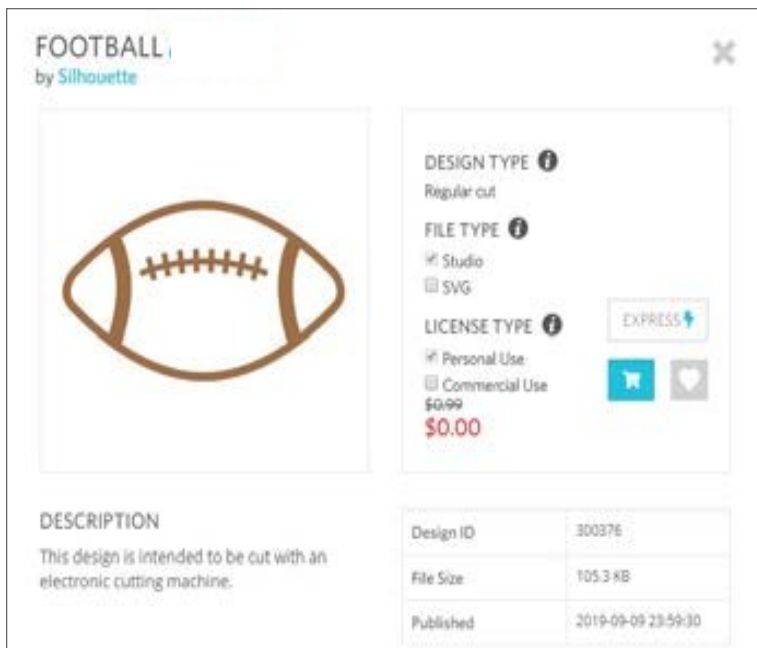 FOOTBALL
by Silhouette
DESIGN TYPE
Regular cut
FILE TYPE
Studio
SVG
LICENSE TYPE
Personal Use
Commercial Use
$0.99
$0.00
EXPRESS
DESCRIPTION
This design is intended to be cut with an
electronic cutting machine.
Design ID 300376
File Size 105.3 KB
Published 2019-09-09 23:59:30